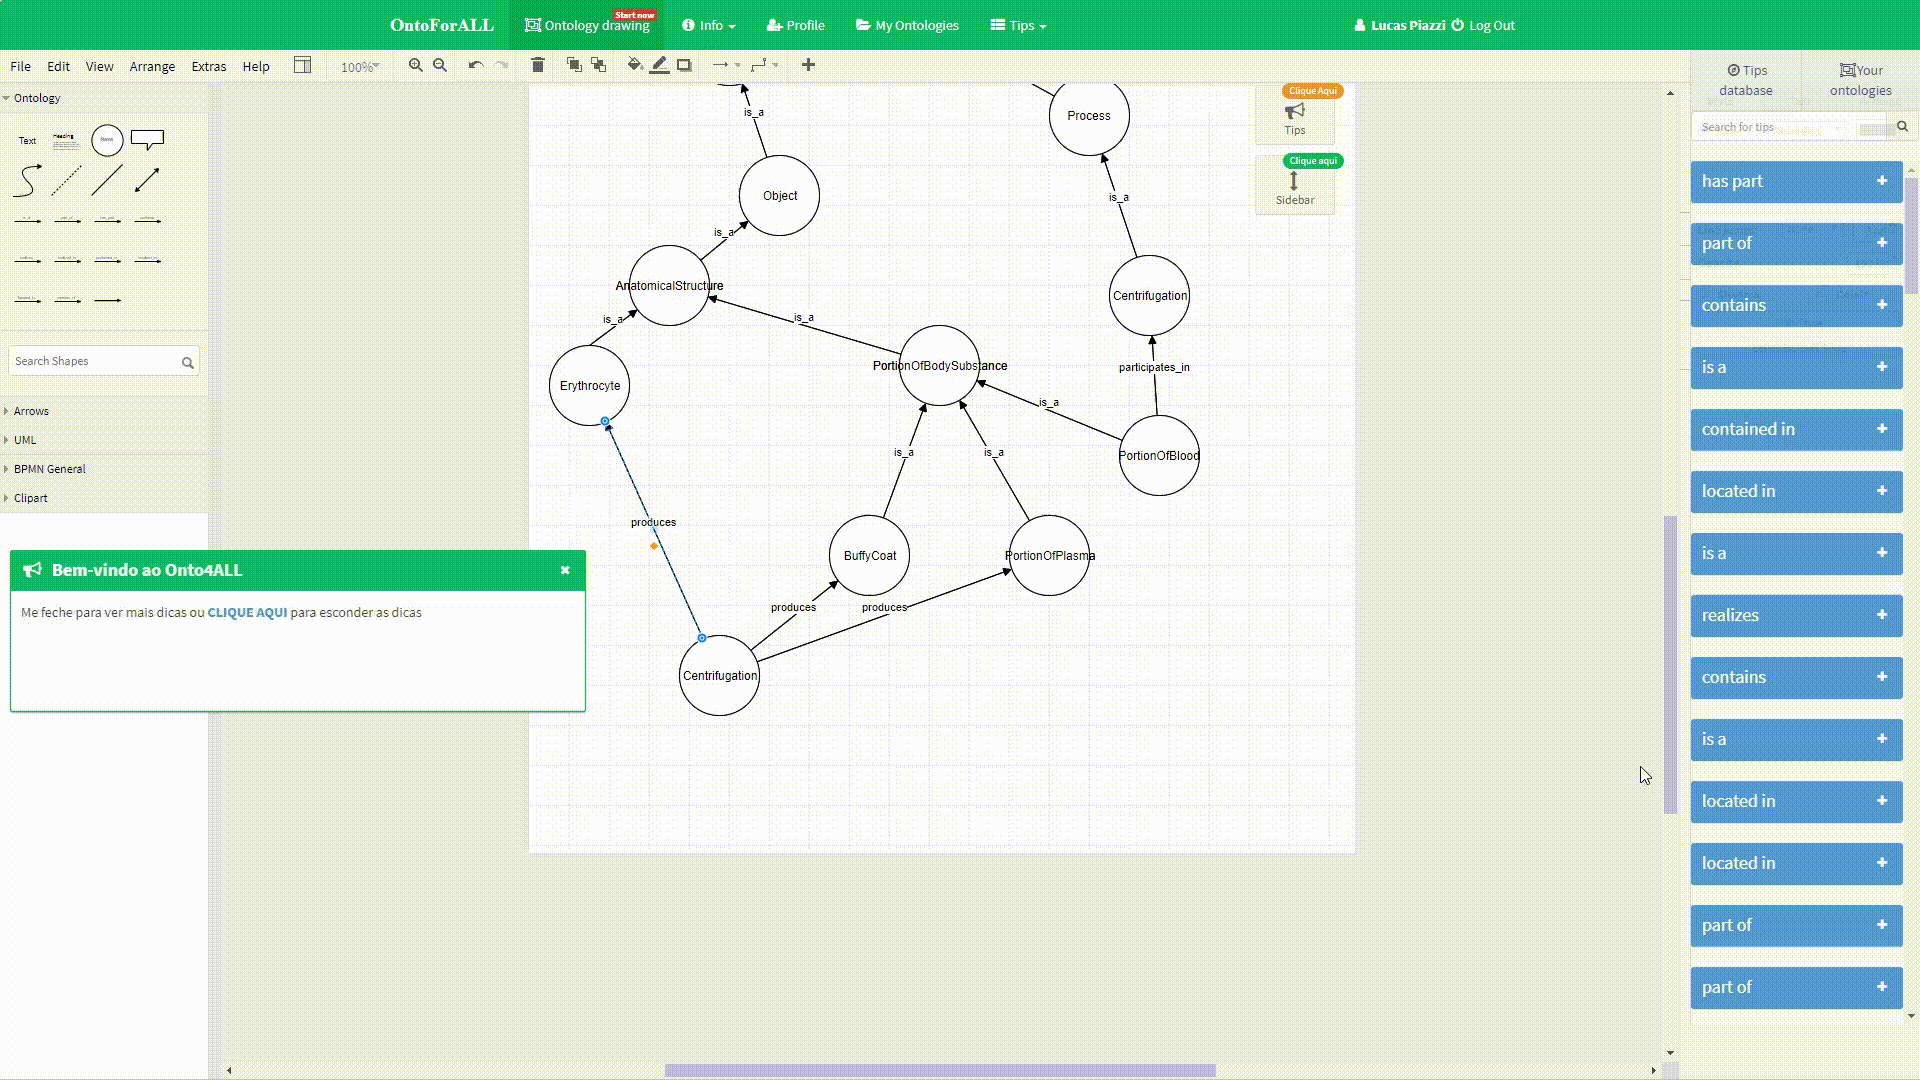 OntoForALL
Ontology drawing
Start now
Info
Profile
My Ontologies
Tips
Lucas Piazzi
Log Out
File
Edit
View
Arrange
Extras
Help
100%
Tips database
Your ontologies
Search for tips
Ontology
Text
Heading
Name
Search Shapes
Arrows
UML
BPMN General
Clipart
Bem-vindo ao Onto4ALL
Me feche para ver mais dicas ou CLIQUE AQUI para esconder as dicas
Clique Aqui
Tips
Clique aqui
Sidebar
is_a
Process
Object
is_a
is_a
AnatomicalStructure
Centrifugation
is_a
is_a
PortionOfBodySubstance
participates_in
Erythrocyte
is_a
is_a
is_a
PortionOfBlood
produces
BuffyCoat
PortionOfPlasma
produces
produces
Centrifugation
has part
part of
contains
is a
contained in
located in
is a
realizes
contains
is a
located in
located in
part of
part of